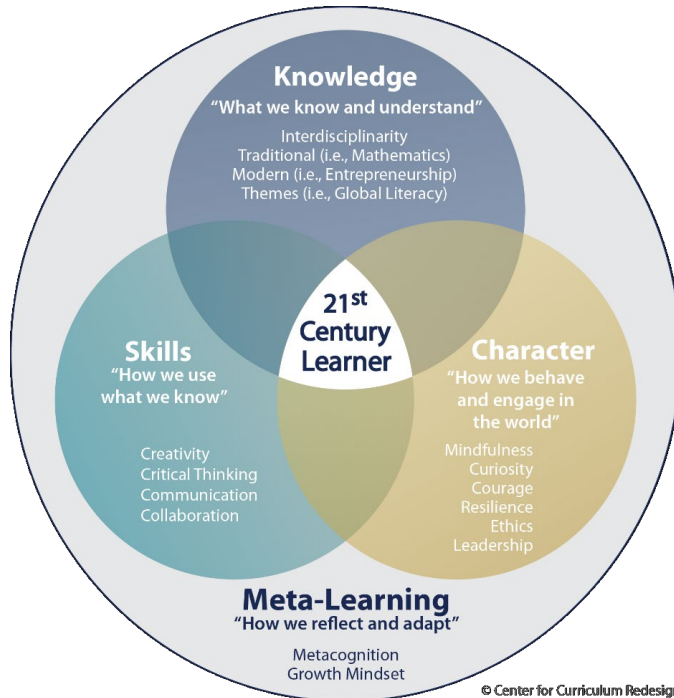 Knowledge
“What we know and understand”
Interdisciplinarity
Traditional (i.e., Mathematics)
Modern (i.e., Entrepreneurship)
Themes (i.e., Global Literacy)
21st
Century
Learner
Skills
“How we use
what we know”
Creativity
Critical Thinking
Communication
Collaboration
Character
“How we behave
and engage in
the world”
Mindfulness
Curiosity
Courage
Resilience
Ethics
Leadership
Meta-Learning
“How we reflect and adapt”
Metacognition
Growth Mindset
© Center for Curriculum Redesign